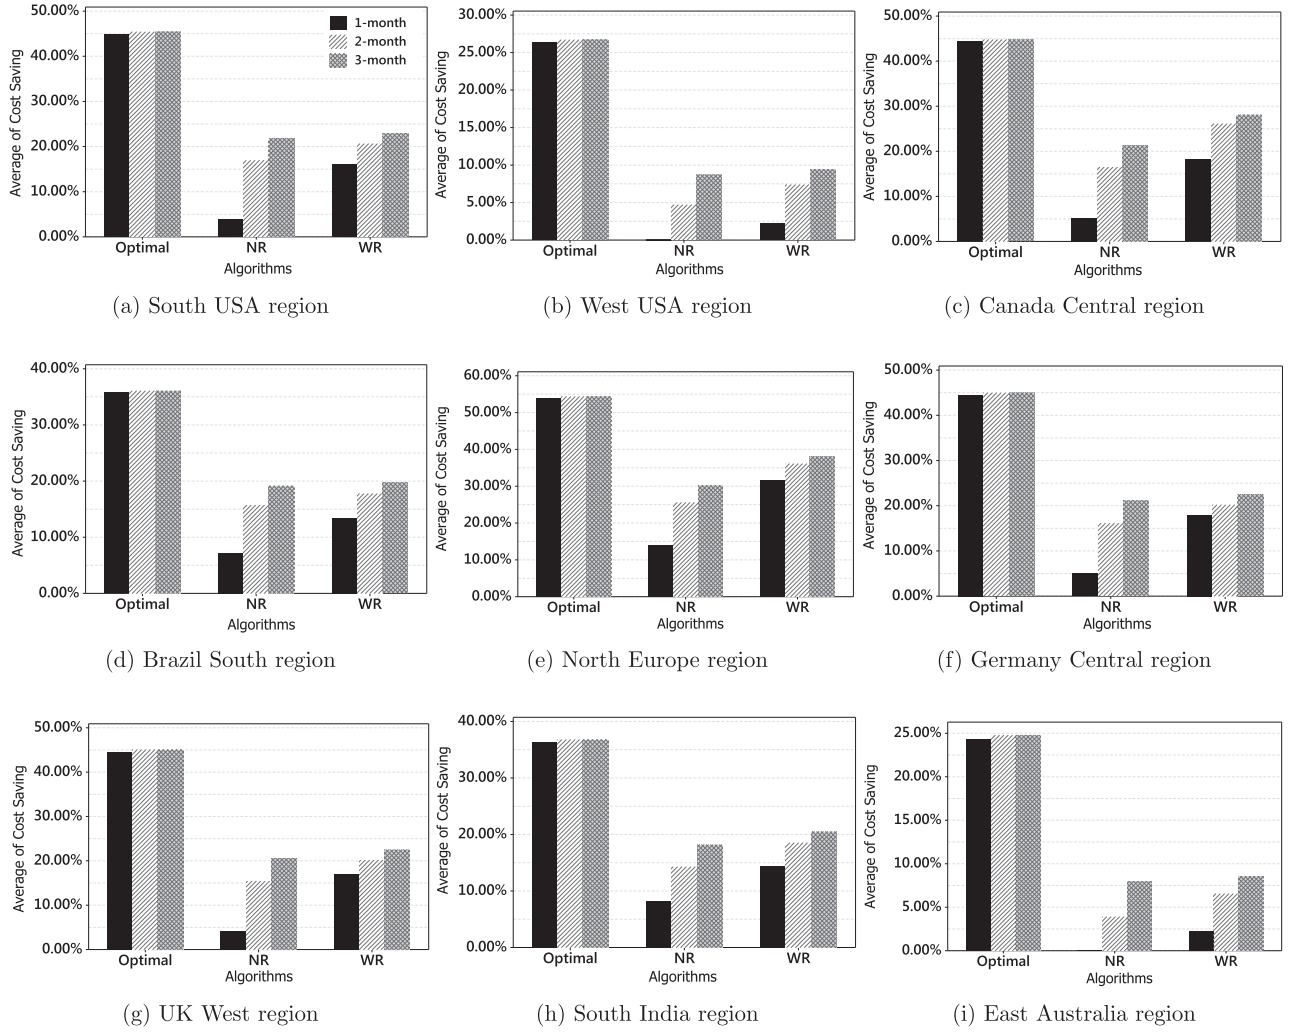 50.00%
40.00%
30.00%
20.00%
10.00%
0.00%
Average of Cost Saving
1-month
2-month
3-month
Optimal NR WR
Algorithms
(a) South USA region
30.00%
25.00%
20.00%
15.00%
10.00%
5.00%
0.00%
Average of Cost Saving
Optimal NR WR
Algorithms
(b) West USA region
50.00%
40.00%
30.00%
20.00%
10.00%
0.00%
Average of Cost Saving
Optimal NR WR
Algorithms
(c) Canada Central region
40.00%
30.00%
20.00%
10.00%
0.00%
Average of Cost Saving
Optimal NR WR
Algorithms
(d) Brazil South region
60.00%
50.00%
40.00%
30.00%
20.00%
10.00%
0.00%
Average of Cost Saving
Optimal NR WR
Algorithms
(e) North Europe region
50.00%
40.00%
30.00%
20.00%
10.00%
0.00%
Average of Cost Saving
Optimal NR WR
Algorithms
(f) Germany Central region
50.00%
40.00%
30.00%
20.00%
10.00%
0.00%
Average of Cost Saving
Optimal NR WR
Algorithms
(g) UK West region
40.00%
30.00%
20.00%
10.00%
0.00%
Average of Cost Saving
Optimal NR WR
Algorithms
(h) South India region
25.00%
20.00%
15.00%
10.00%
5.00%
0.00%
Average of Cost Saving
Optimal NR WR
Algorithms
(i) East Australia region